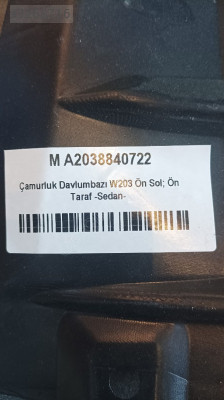 M A2038840722
Çamurluk Davlumbazı W203 Ön Sol; Ön
Taraf -Sedan-